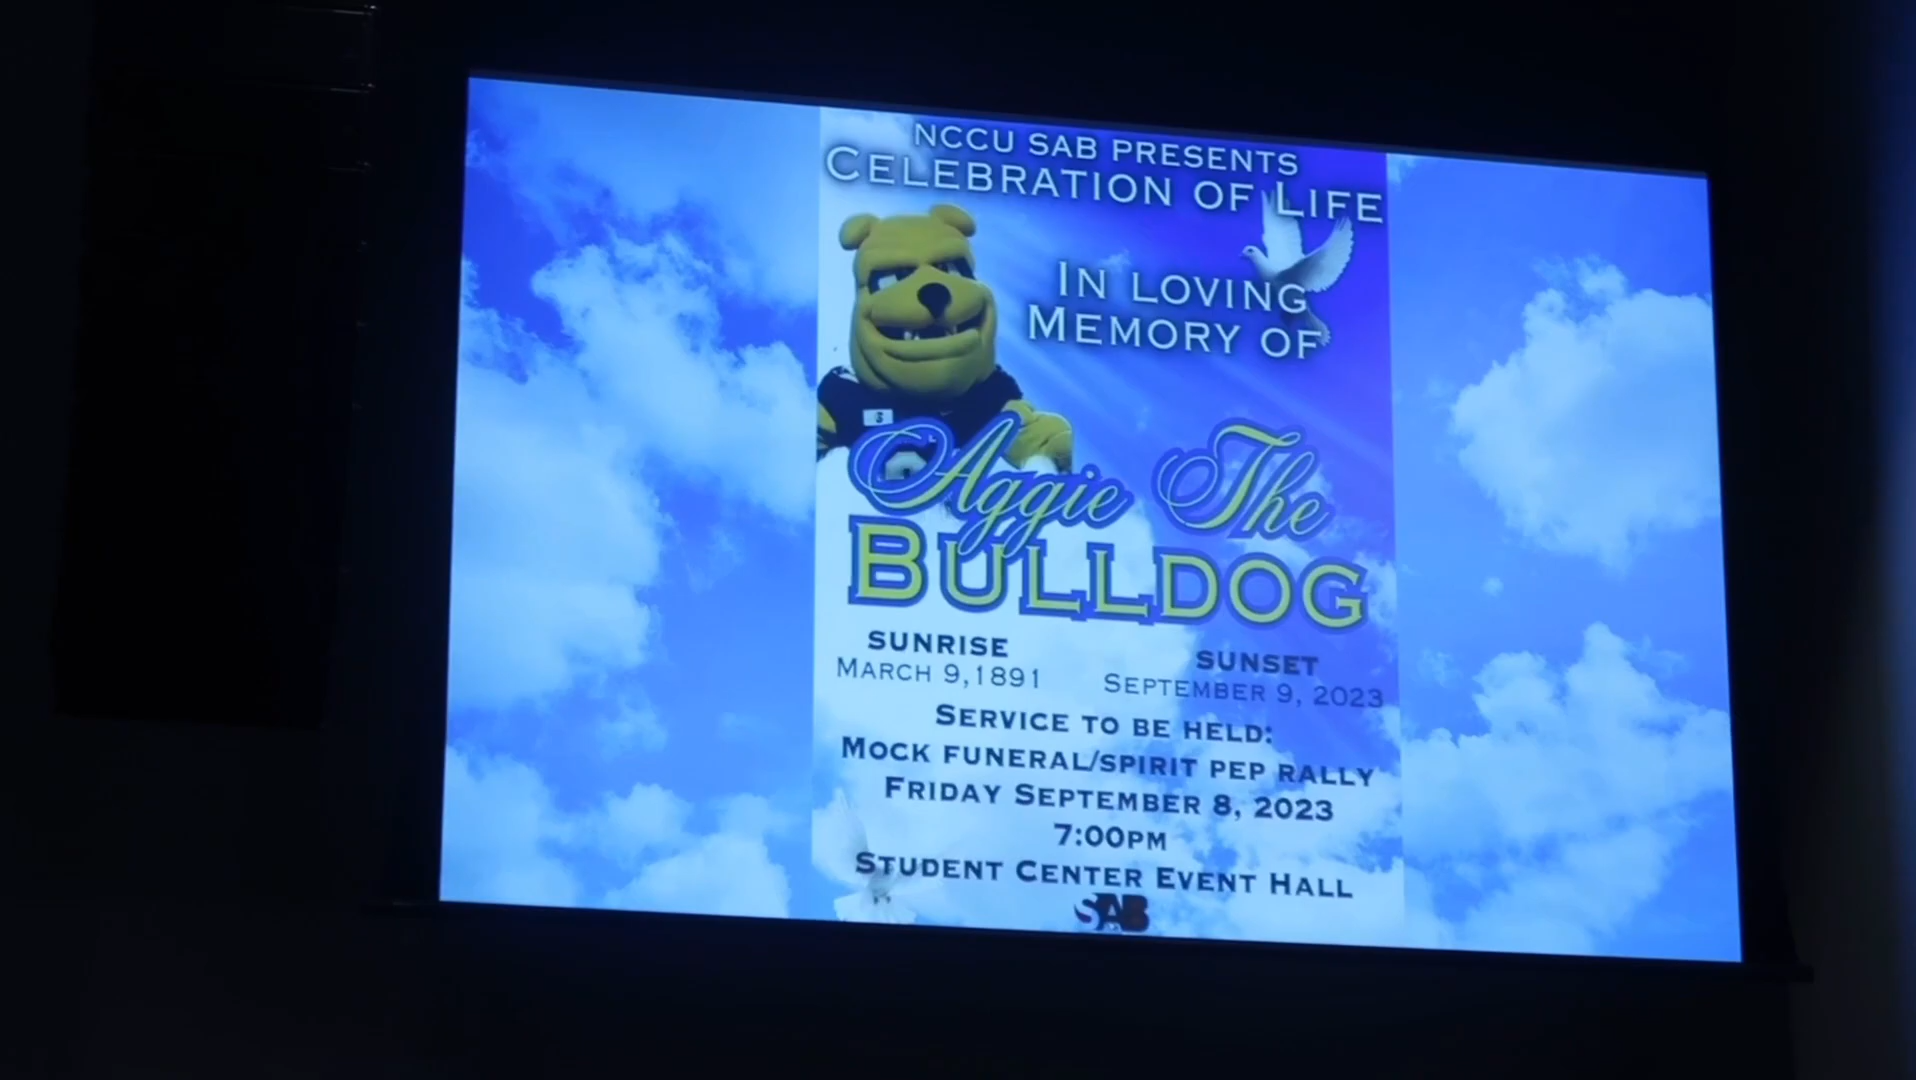 NCCU SAB PRESENTS
CELEBRATION OF LIFE
IN LOVING
MEMORY OF
Aggie The
BULLDOG
SUNRISE
MARCH 9,1891
SUNSET
SEPTEMBER 9, 2023
SERVICE TO BE HELD:
MOCK FUNERAL/SPIRIT PEP RALLY
FRIDAY SEPTEMBER 8, 2023
7:00PM
STUDENT CENTER EVENT HALL
SAB